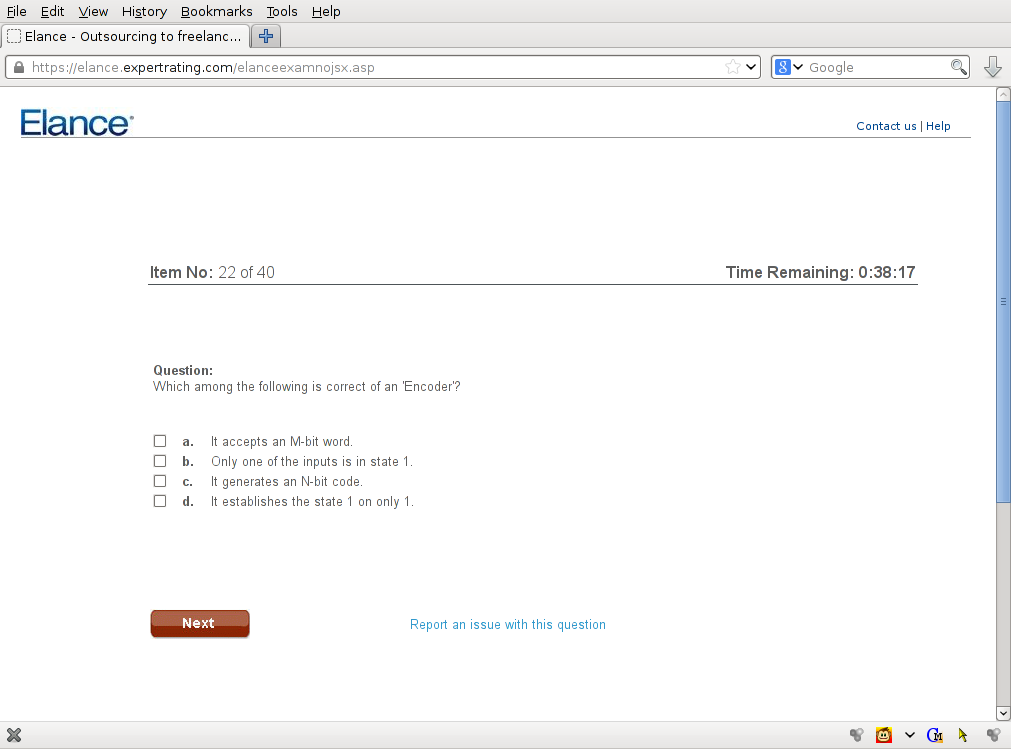 File Edit View History Bookmarks Tools Help
Elance - Outsourcing to freelanc...
https://elance.expertrating.com/elanceexamnojsx.asp
8 Google
Elance
Contact us | Help
Item No: 22 of 40 Time Remaining: 0:38:17
Question:
Which among the following is correct of an 'Encoder'?
a. It accepts an M-bit word.
b. Only one of the inputs is in state 1.
c. It generates an N-bit code.
d. It establishes the state 1 on only 1.
Next Report an issue with this question